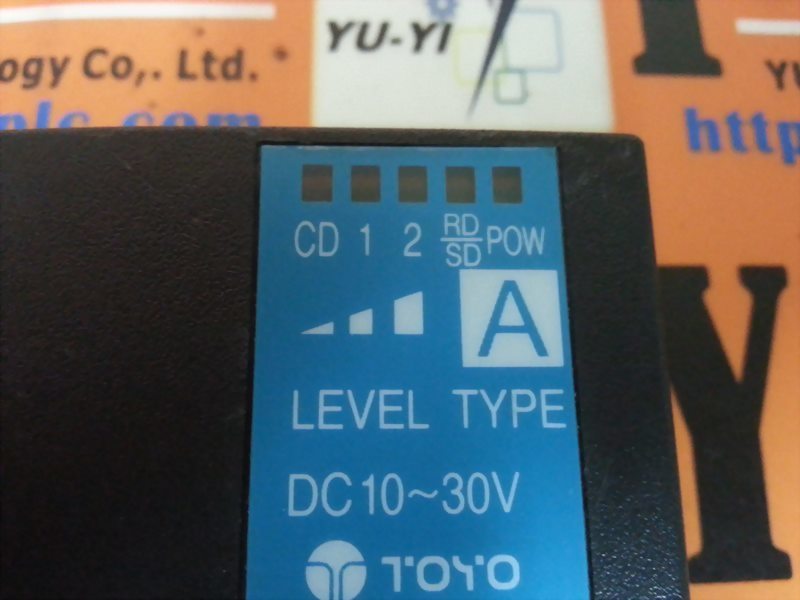 YU-YI
ogy Co,. Ltd.
YU
plc.com
http
CD 1 2 RD/SD POW
A
LEVEL TYPE
DC10~30V
TOYO
Y